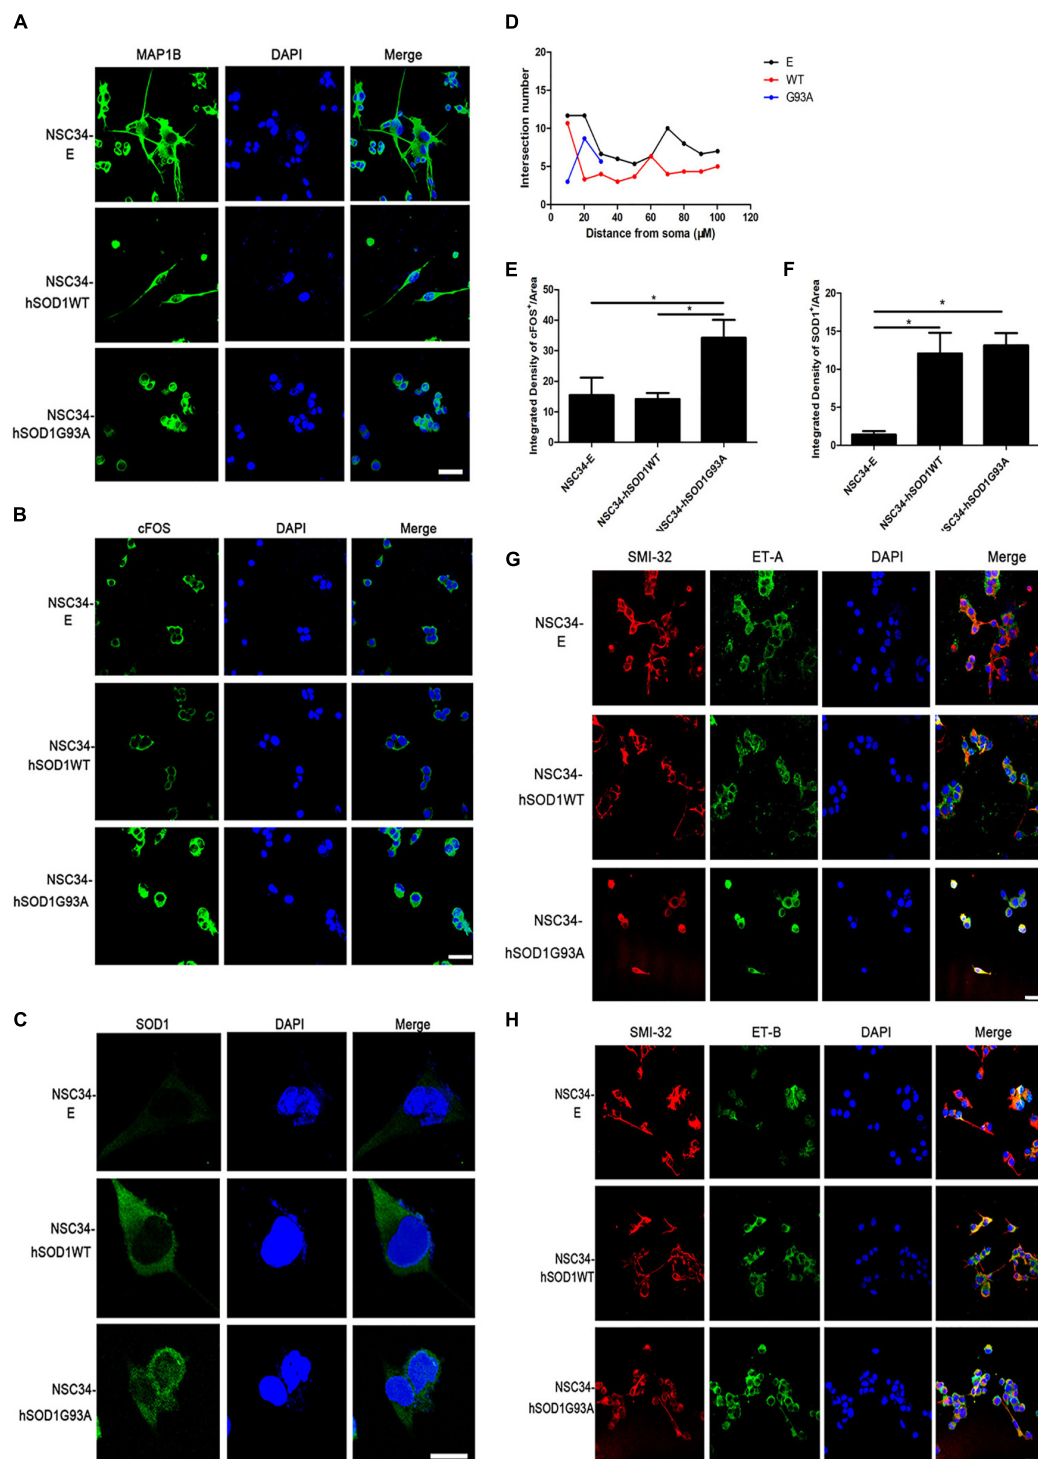 A
MAP1B DAPI Merge
NSC34-
E
NSC34-
hSOD1WT
NSC34-
hSOD1G93A
B
cFOS DAPI Merge
NSC34-
E
NSC34-
hSOD1WT
NSC34-
hSOD1G93A
C
SOD1 DAPI Merge
NSC34-
E
NSC34-
hSOD1WT
NSC34-
hSOD1G93A
D
Intersection number
20
15
10
5
0
0 20 40 60 80 100 120
Distance from soma (µM)
E
WT
G93A
E
Integrated Density of cFOS+/Area
50
40
30
20
10
0
* *
NSC34-E
NSC34-hSOD1WT
NSC34-hSOD1G93A
F
Integrated Density of SOD1+/Area
20
15
10
5
0
* *
NSC34-E
NSC34-hSOD1WT
NSC34-hSOD1G93A
G
SMI-32 ET-A DAPI Merge
NSC34-
E
NSC34-
hSOD1WT
NSC34-
hSOD1G93A
H
SMI-32 ET-B DAPI Merge
NSC34-
E
NSC34-
hSOD1WT
NSC34-
hSOD1G93A